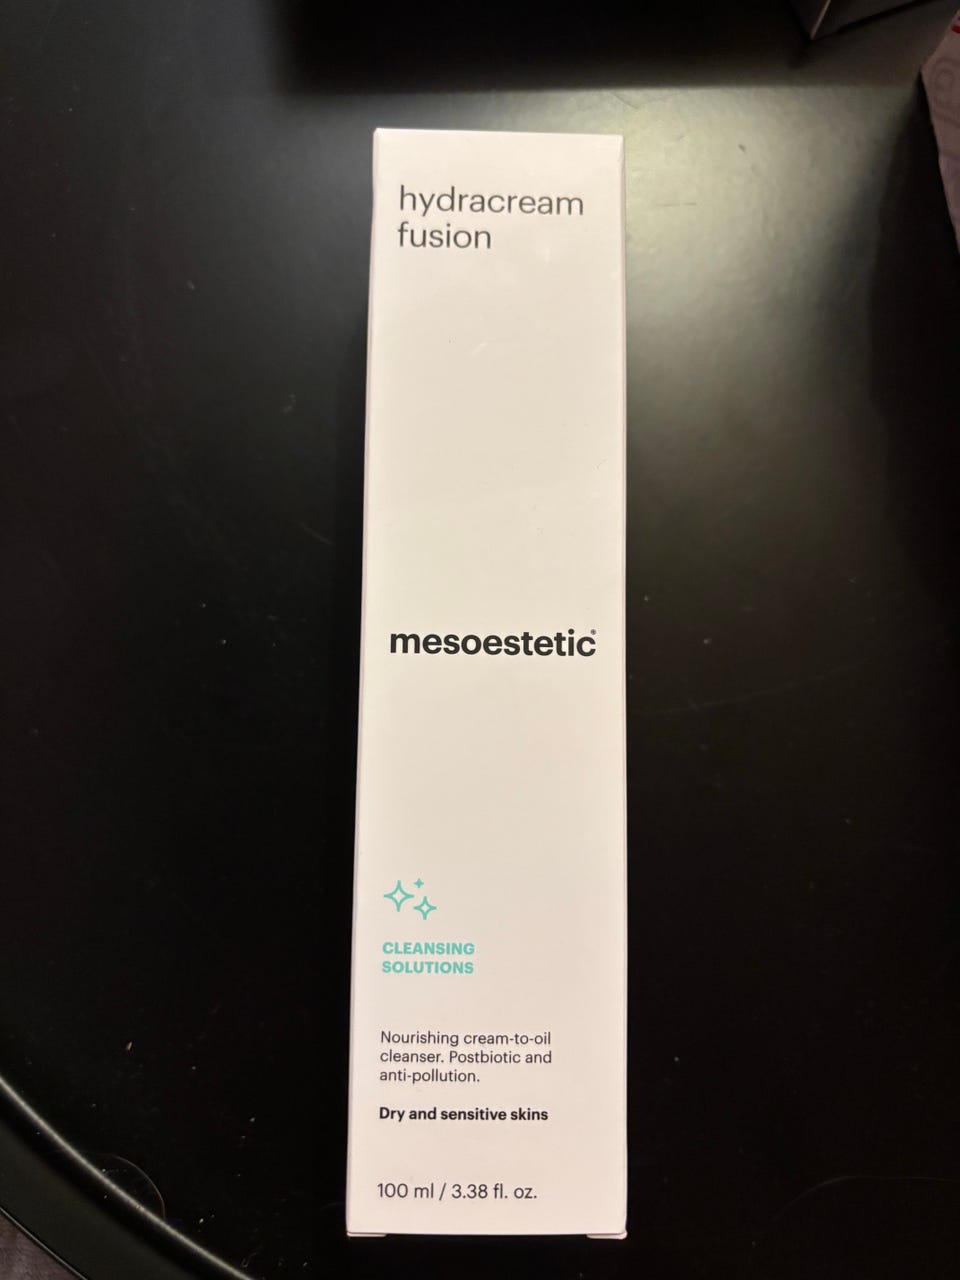 hydracream
fusion
mesoestetic®
CLEANSING
SOLUTIONS
Nourishing cream-to-oil
cleanser. Postbiotic and
anti-pollution.
Dry and sensitive skins
100 ml / 3.38 fl. oz.